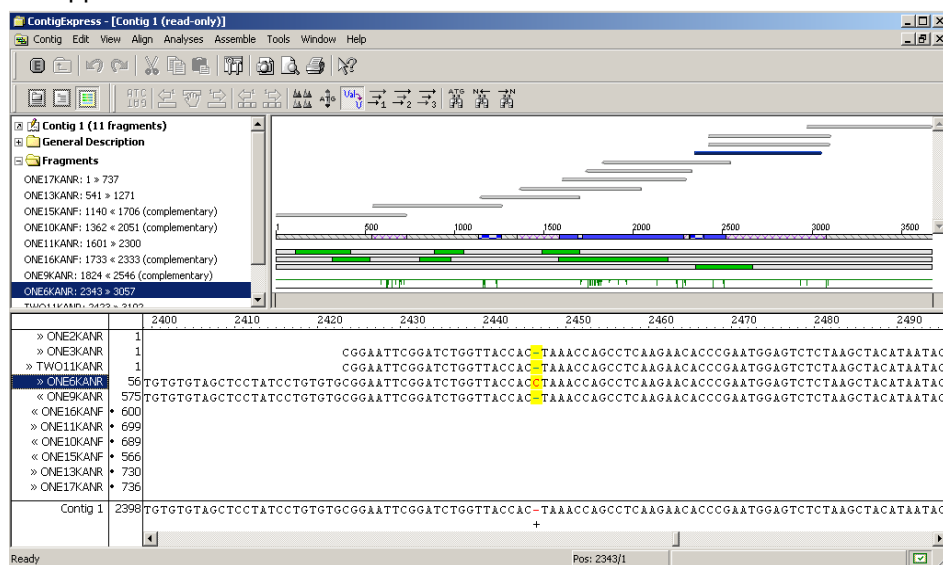 ContigExpress - [Contig 1 (read-only)]
Contig Edit View Align Analyses Assemble Tools Window Help
Contig 1 (11 fragments)
General Description
Fragments
ONE17KANR: 1 » 737
ONE13KANR: 541 » 1271
ONE15KANF: 1140 « 1706 (complementary)
ONE10KANF: 1362 « 2051 (complementary)
ONE11KANR: 1601 » 2300
ONE16KANF: 1733 « 2333 (complementary)
ONE9KANR: 1824 « 2546 (complementary)
ONE6KANR: 2343 » 3057
1 500 1000 1500 2000 2500 3000 3500
2400 2410 2420 2430 2440 2450 2460 2470 2480 2490
» ONE2KANR 1
» ONE3KANR 1 CGGAATTCGGATCTGGTTACCAC-TAAACCAGCCTCAAGAACACCCGAATGGAGTCTCTAAGCTACATAATAC
» TWO11KANR 1 CGGAATTCGGATCTGGTTACCAC-TAAACCAGCCTCAAGAACACCCGAATGGAGTCTCTAAGCTACATAATAC
» ONE6KANR 56 TGTGTGTAGCTCCTATCCTGTGTGCGGAATTCGGATCTGGTTACCACCTAAACCAGCCTCAAGAACACCCGAATGGAGTCTCTAAGCTACATAATAC
« ONE9KANR 575 TGTGTGTAGCTCCTATCCTGTGTGCGGAATTCGGATCTGGTTACCAC-TAAACCAGCCTCAAGAACACCCGAATGGAGTCTCTAAGCTACATAATAC
« ONE16KANF • 600
» ONE11KANR • 699
« ONE10KANF • 689
« ONE15KANF • 566
» ONE13KANR • 730
» ONE17KANR • 736
Contig 1 2398 TGTGTGTAGCTCCTATCCTGTGTGCGGAATTCGGATCTGGTTACCAC-TAAACCAGCCTCAAGAACACCCGAATGGAGTCTCTAAGCTACATAATAC
+
Ready Pos: 2343/1